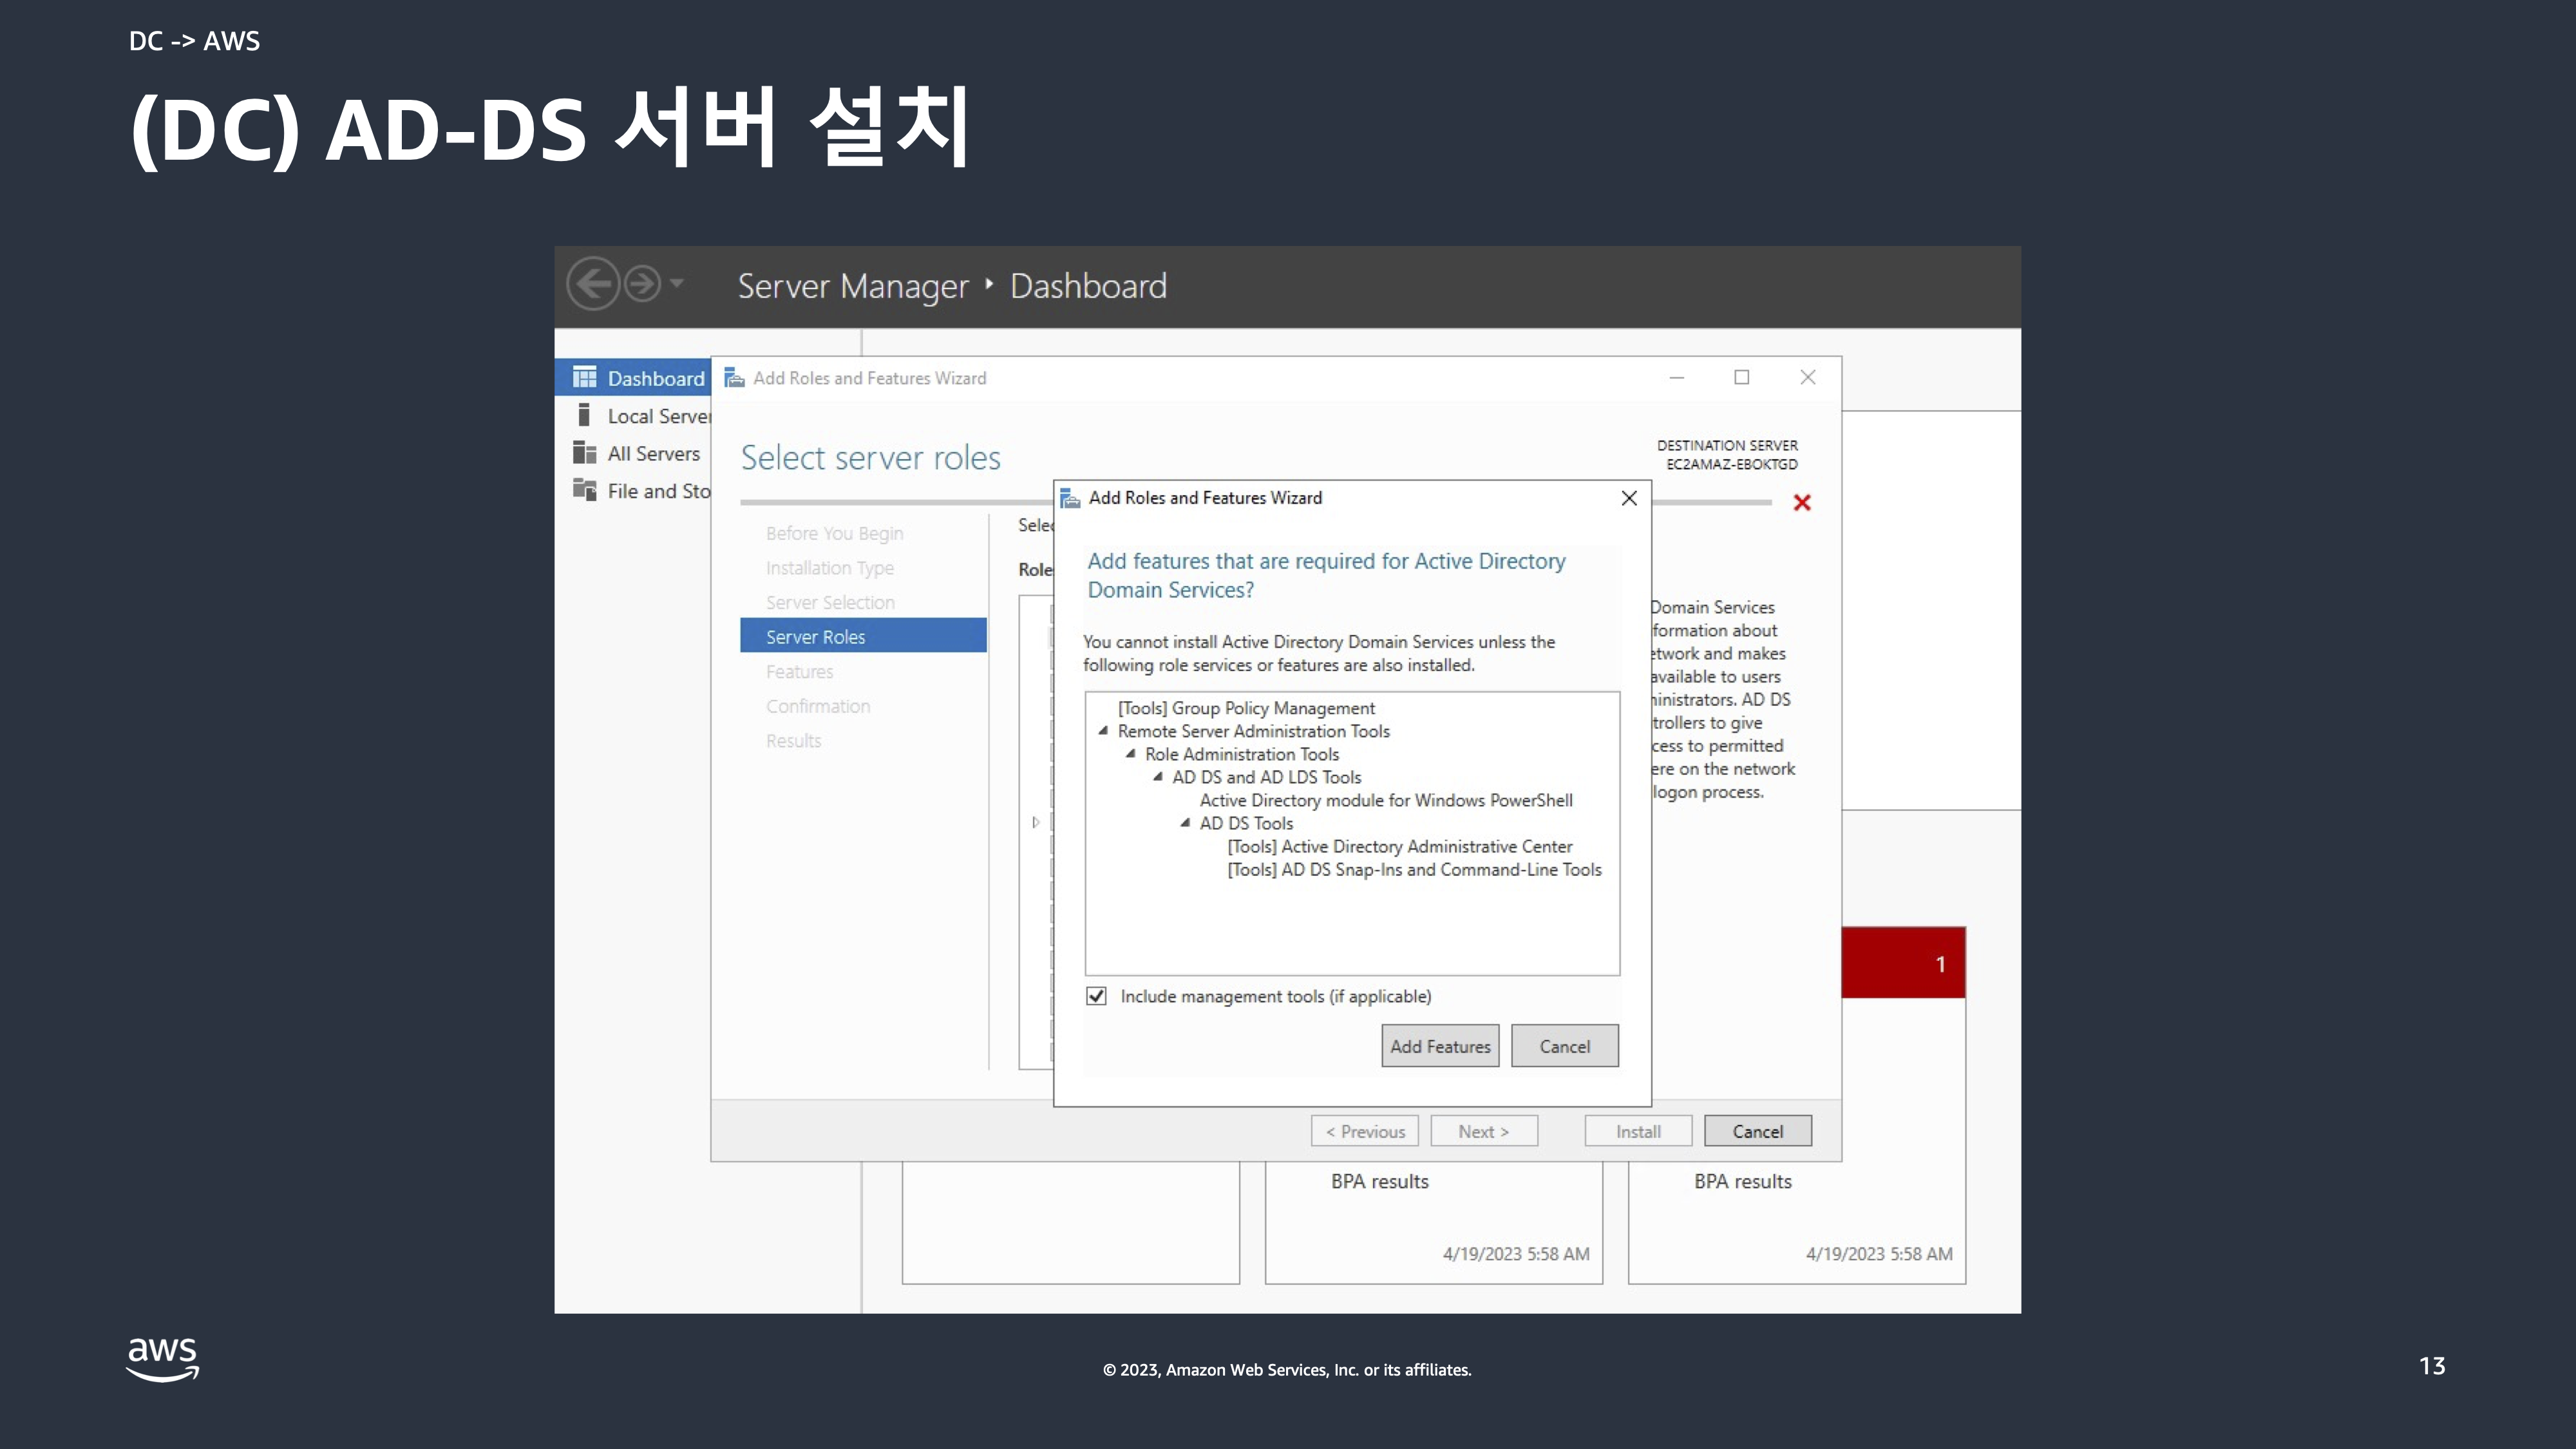 DC -> AWS
(DC) AD-DS 서버 설치
Server Manager ‣ Dashboard
Dashboard
Local Server
All Servers
File and Sto
Add Roles and Features Wizard
Select server roles
DESTINATION SERVER
EC2AMAZ-EBOKTGD
Before You Begin
Installation Type
Server Selection
Server Roles
Features
Confirmation
Results
Selec
Role
Add Roles and Features Wizard
Add features that are required for Active Directory
Domain Services?
You cannot install Active Directory Domain Services unless the
following role services or features are also installed.
[Tools] Group Policy Management
Remote Server Administration Tools
Role Administration Tools
AD DS and AD LDS Tools
Active Directory module for Windows PowerShell
AD DS Tools
[Tools] Active Directory Administrative Center
[Tools] AD DS Snap-Ins and Command-Line Tools
Include management tools (if applicable)
Add Features
Cancel
Domain Services
formation about
etwork and makes
available to users
ministrators. AD DS
trollers to give
cess to permitted
ere on the network
logon process.
< Previous
Next >
Install
Cancel
1
BPA results
4/19/2023 5:58 AM
BPA results
4/19/2023 5:58 AM
aws
© 2023, Amazon Web Services, Inc. or its affiliates.
13